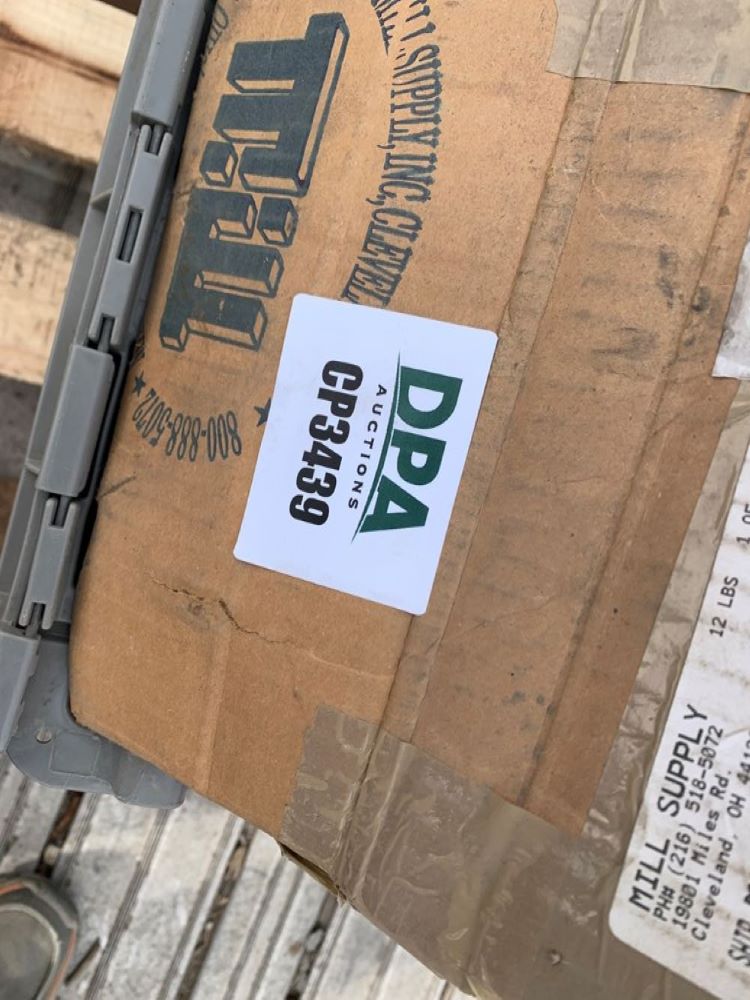 mill
SUPPLY, INC, CLEVEL
800-888-5072
DPA
AUCTIONS
CP3439
12 LBS
MILL SUPPLY
PH# (216) 518-5072
19801 Miles Rd.
Cleveland, OH